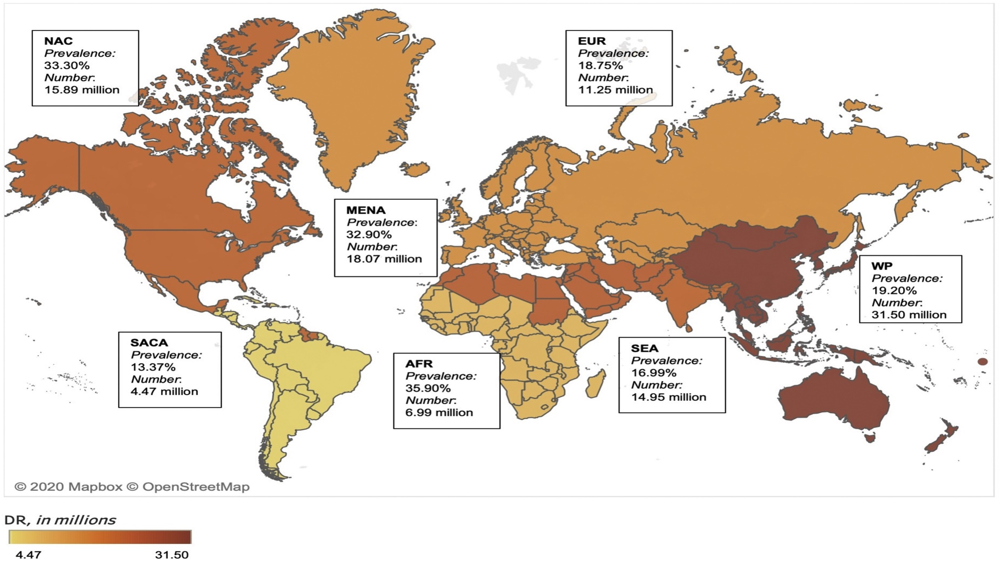 NAC
Prevalence:
33.30%
Number:
15.89 million
EUR
Prevalence:
18.75%
Number:
11.25 million
MENA
Prevalence:
32.90%
Number:
18.07 million
WP
Prevalence:
19.20%
Number:
31.50 million
SACA
Prevalence:
13.37%
Number:
4.47 million
AFR
Prevalence:
35.90%
Number:
6.99 million
SEA
Prevalence:
16.99%
Number:
14.95 million
© 2020 Mapbox © OpenStreetMap
DR, in millions
4.47 31.50